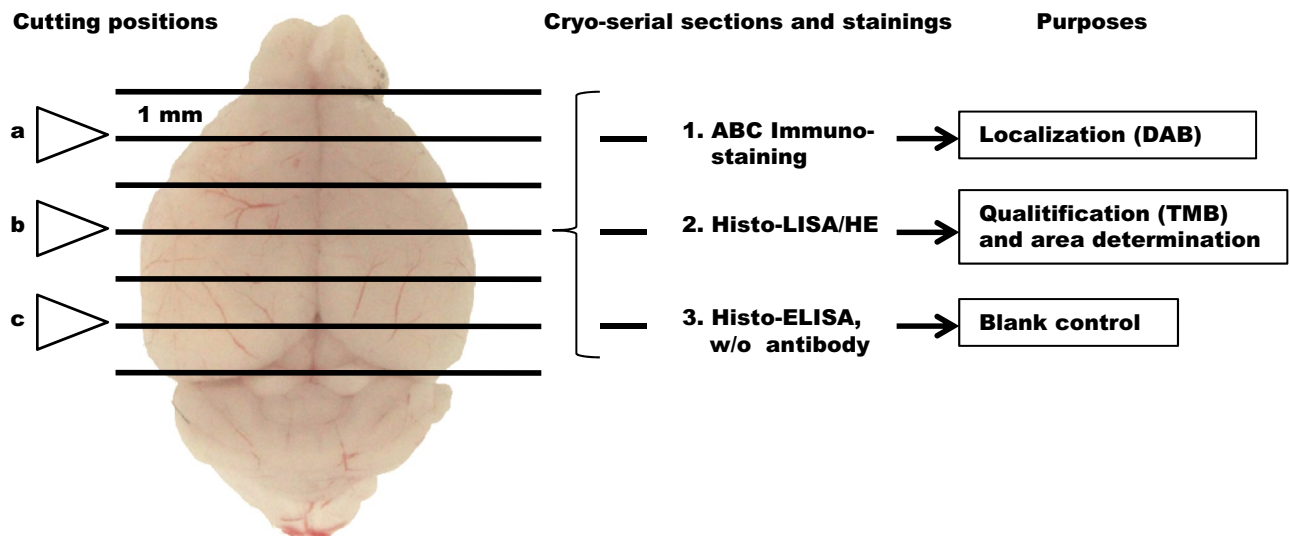 Cutting positions
Cryo-serial sections and stainings
Purposes
a
1 mm
b
c
1. ABC Immuno-
staining
Localization (DAB)
2. Histo-LISA/HE
Qualitification (TMB)
and area determination
3. Histo-ELISA,
w/o antibody
Blank control